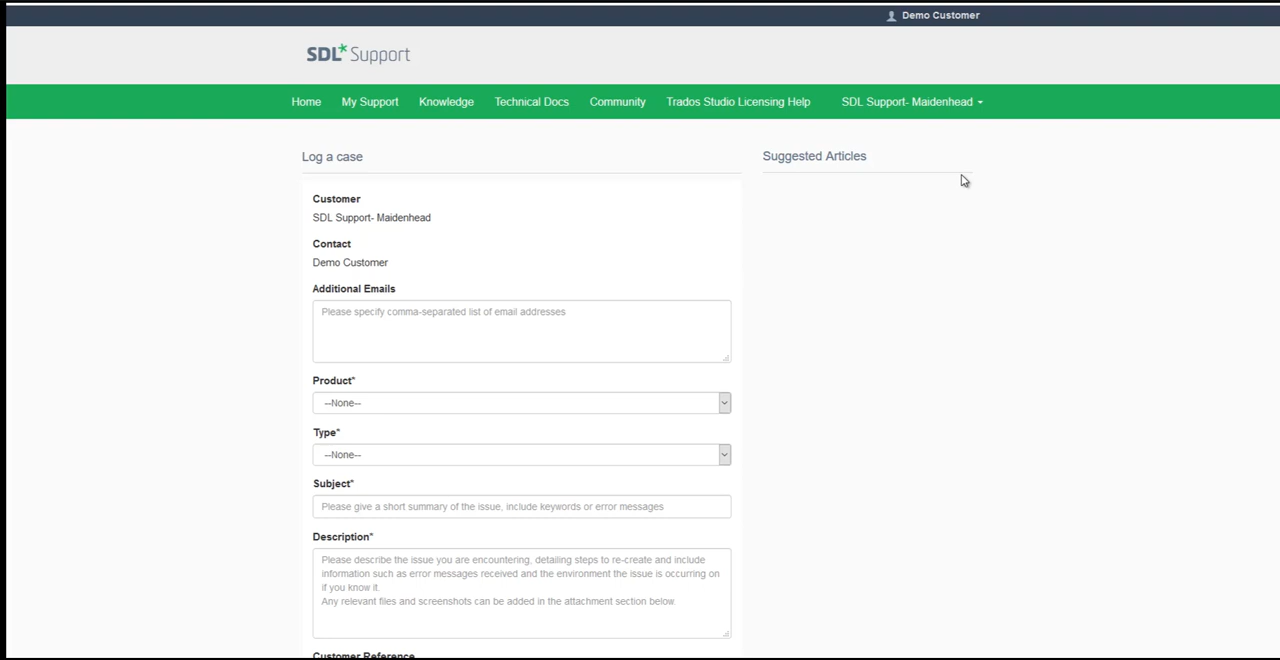 Demo Customer
SDL* Support
Home My Support Knowledge Technical Docs Community Trados Studio Licensing Help SDL Support- Maidenhead
Log a case
Suggested Articles
Customer
SDL Support- Maidenhead
Contact
Demo Customer
Additional Emails
Please specify comma-separated list of email addresses
Product*
--None--
Type*
--None--
Subject*
Please give a short summary of the issue, include keywords or error messages
Description*
Please describe the issue you are encountering, detailing steps to re-create and include
information such as error messages received and the environment the issue is occurring on
if you know it.
Any relevant files and screenshots can be added in the attachment section below.
Customer Reference